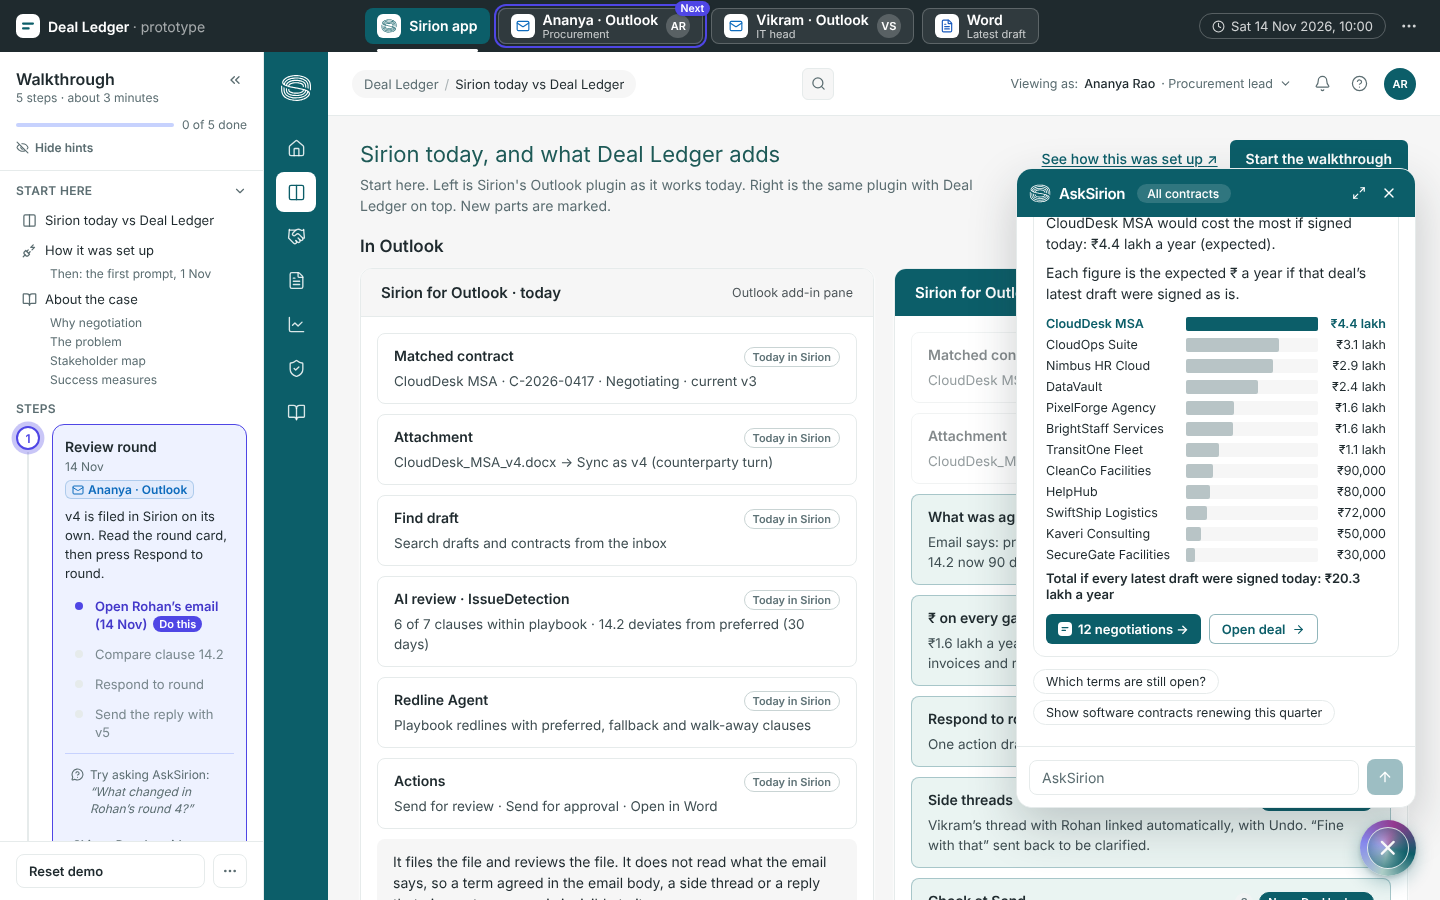 Deal Ledger · prototype
Sirion app
Ananya · Outlook
Procurement
AR
Next
Vikram · Outlook
IT head
VS
Word
Latest draft
Sat 14 Nov 2026, 10:00
Walkthrough
5 steps · about 3 minutes
0 of 5 done
Hide hints
START HERE
Sirion today vs Deal Ledger
How it was set up
Then: the first prompt, 1 Nov
About the case
Why negotiation
The problem
Stakeholder map
Success measures
STEPS
1
Review round
14 Nov
Ananya · Outlook
v4 is filed in Sirion on its
own. Read the round card,
then press Respond to
round.
Open Rohan’s email
(14 Nov) Do this
Compare clause 14.2
Respond to round
Send the reply with
v5
Try asking AskSirion:
“What changed in
Rohan’s round 4?”
Reset demo
Deal Ledger / Sirion today vs Deal Ledger
Viewing as: Ananya Rao · Procurement lead
AR
Sirion today, and what Deal Ledger adds
Start here. Left is Sirion's Outlook plugin as it works today. Right is the same plugin with Deal
Ledger on top. New parts are marked.
See how this was set up ↗
Start the walkthrough
In Outlook
Sirion for Outlook · today
Outlook add-in pane
Matched contract
Today in Sirion
CloudDesk MSA · C-2026-0417 · Negotiating · current v3
Attachment
Today in Sirion
CloudDesk_MSA_v4.docx → Sync as v4 (counterparty turn)
Find draft
Today in Sirion
Search drafts and contracts from the inbox
AI review · IssueDetection
Today in Sirion
6 of 7 clauses within playbook · 14.2 deviates from preferred (30
days)
Redline Agent
Today in Sirion
Playbook redlines with preferred, fallback and walk-away clauses
Actions
Today in Sirion
Send for review · Send for approval · Open in Word
It files the file and reviews the file. It does not read what the email
says, so a term agreed in the email body, a side thread or a reply
Sirion for Outl
Matched con
CloudDesk MS
Attachment
CloudDesk_M
What was ag
Email says: pr
14.2 now 90 d
₹ on every ga
₹1.6 lakh a yea
invoices and r
Respond to ro
One action dra
Side threads
Vikram’s thread with Rohan linked automatically, with Undo. “Fine
with that” sent back to be clarified.
AskSirion
All contracts
CloudDesk MSA would cost the most if signed
today: ₹4.4 lakh a year (expected).
Each figure is the expected ₹ a year if that deal’s
latest draft were signed as is.
CloudDesk MSA ₹4.4 lakh
CloudOps Suite ₹3.1 lakh
Nimbus HR Cloud ₹2.9 lakh
DataVault ₹2.4 lakh
PixelForge Agency ₹1.6 lakh
BrightStaff Services ₹1.6 lakh
TransitOne Fleet ₹1.1 lakh
CleanCo Facilities ₹90,000
HelpHub ₹80,000
SwiftShip Logistics ₹72,000
Kaveri Consulting ₹50,000
SecureGate Facilities ₹30,000
Total if every latest draft were signed today: ₹20.3
lakh a year
12 negotiations →
Open deal →
Which terms are still open?
Show software contracts renewing this quarter
AskSirion